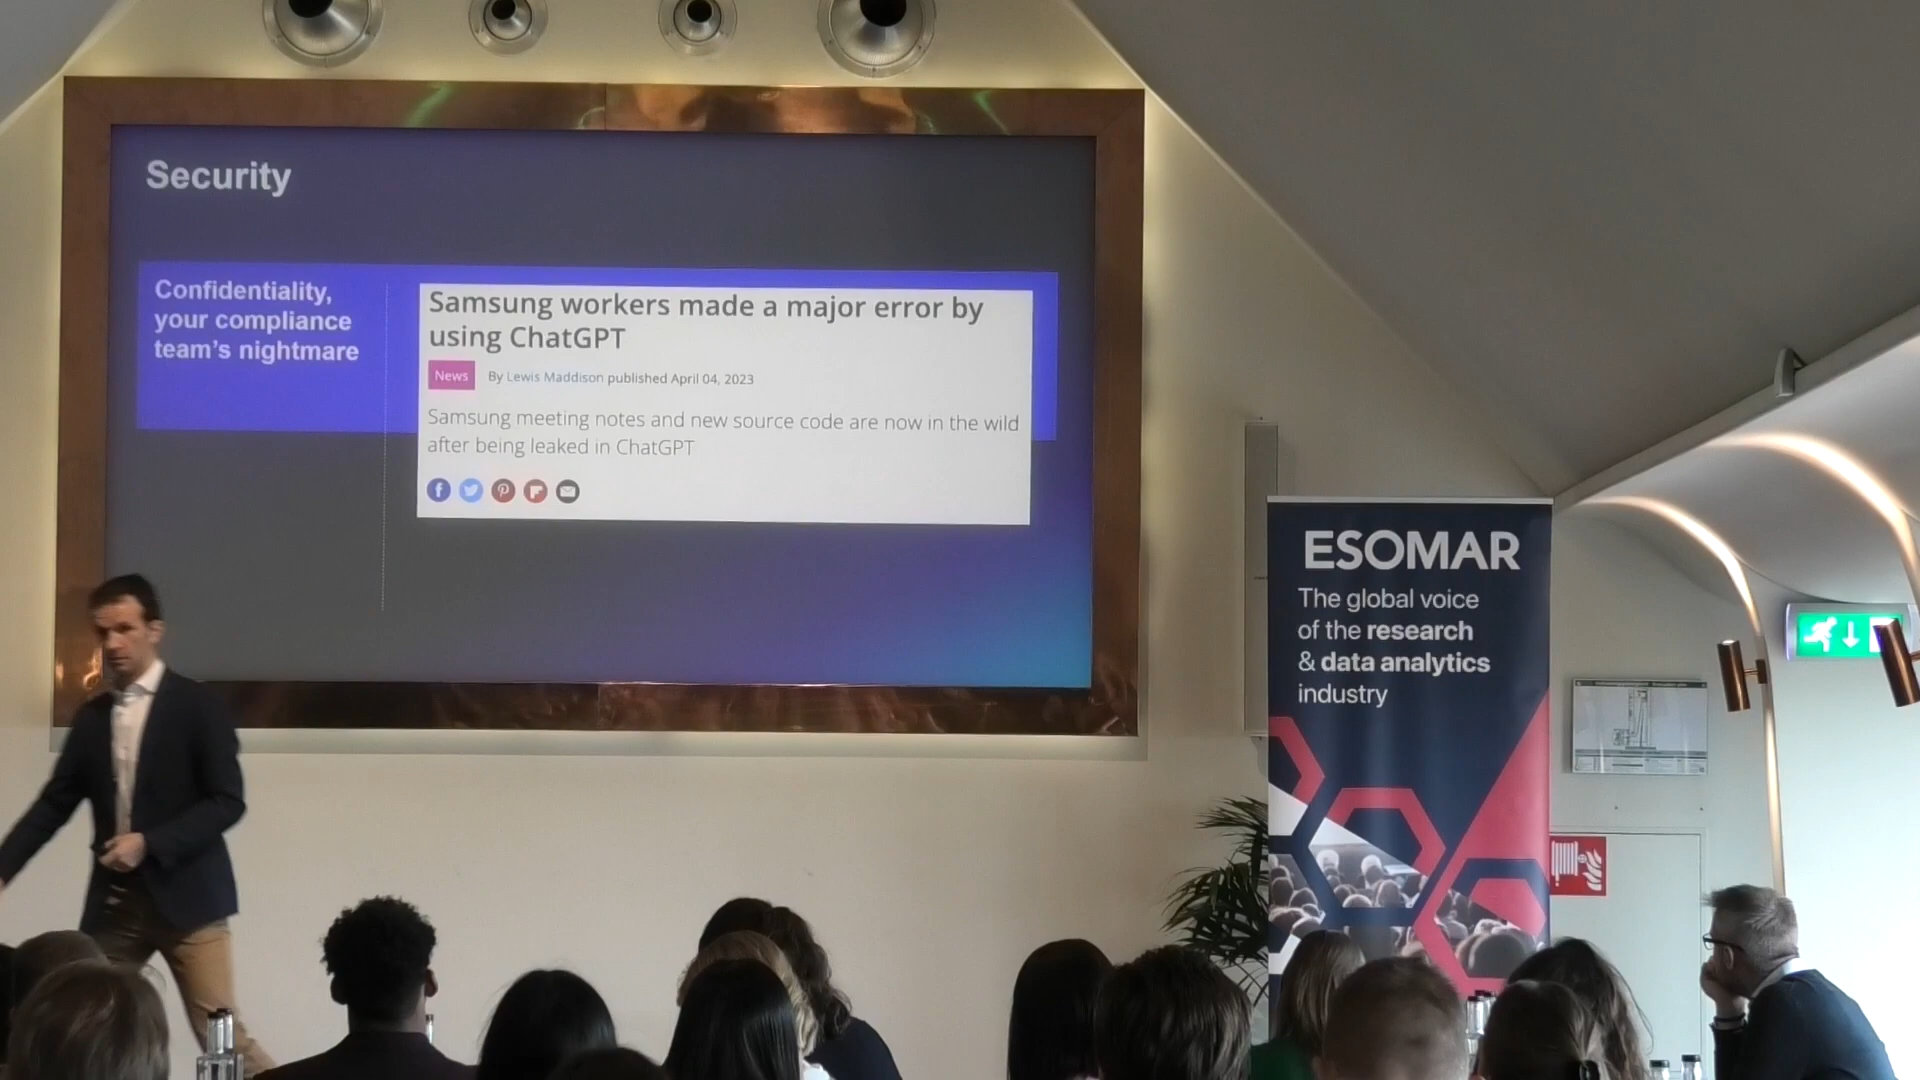 Security
Confidentiality,
your compliance
team's nightmare
Samsung workers made a major error by
using ChatGPT
News By Lewis Maddison published April 04, 2023
Samsung meeting notes and new source code are now in the wild
after being leaked in ChatGPT
ESOMAR
The global voice
of the research
& data analytics
industry